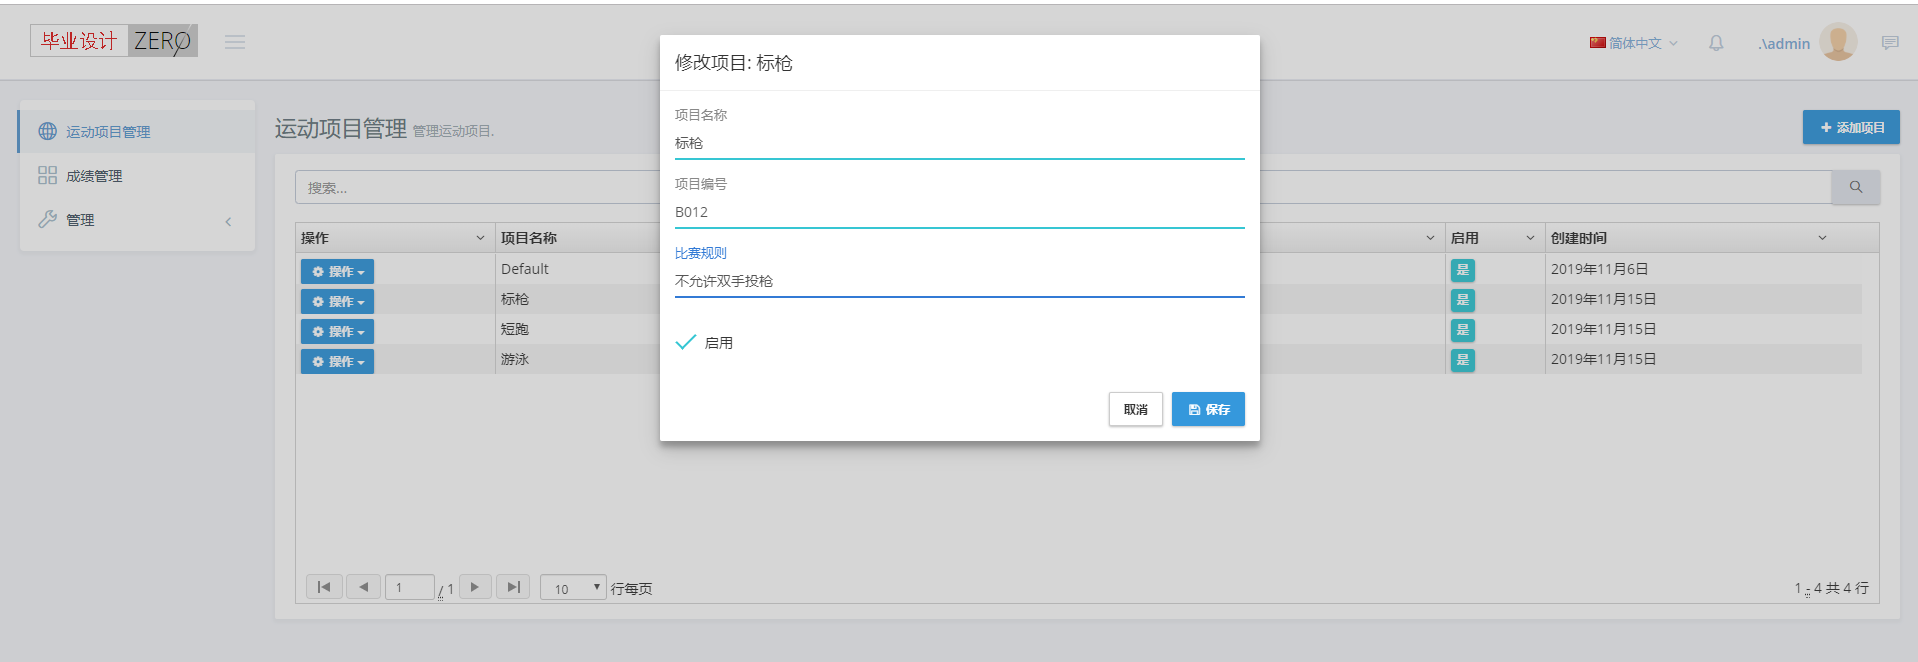 毕业设计 ZERO
简体中文
.\admin
运动项目管理
成绩管理
管理
运动项目管理 管理运动项目.
添加项目
搜索...
操作 项目名称 启用 创建时间
操作 Default 是 2019年11月6日
操作 标枪 是 2019年11月15日
操作 短跑 是 2019年11月15日
操作 游泳 是 2019年11月15日
1 / 1 10 行每页
1 - 4 共 4 行
修改项目: 标枪
项目名称
标枪
项目编号
B012
比赛规则
不允许双手投枪
启用
取消 保存